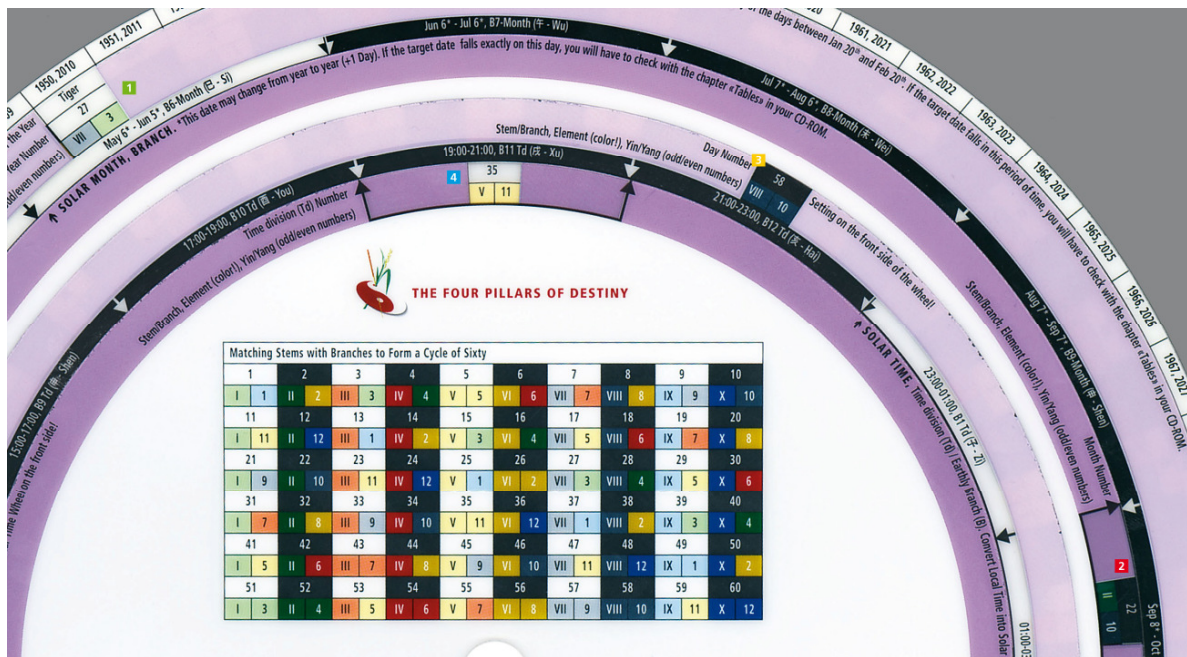 1950, 2010
1951, 2011
1961, 2021
1962, 2022
1963, 2023
1964, 2024
1965, 2025
1966, 2026
1967, 2027
Tiger
27
VII 3
1
the Year
Year Number
odd/even numbers)
of the days between Jan 20th and Feb 20th. If the target date falls in this period of time, you will have to check with the chapter «Tables» in your CD-ROM.
May 6* - Jun 5*, B6-Month (巳 - Si)
Jun 6* - Jul 6*, B7-Month (午 - Wu)
Jul 7* - Aug 6*, B8-Month (未 - Wei)
Aug 7* - Sep 7*, B9-Month (申 - Shen)
Sep 8* - Oct
↑ SOLAR MONTH, BRANCH. *This date may change from year to year (+1 Day). If the target date falls exactly on this day, you will have to check with the chapter «Tables» in your CD-ROM.
Month Number
Stem/Branch, Element (color!), Yin/Yang (odd/even numbers)
2
22
II 10
Day Number
Stem/Branch, Element (color!), Yin/Yang (odd/even numbers)
3
58
VIII 10
Setting on the front side of the wheel!
15:00-17:00, B9 Td (申 - Shen)
17:00-19:00, B10 Td (酉 - You)
19:00-21:00, B11 Td (戌 - Xu)
21:00-23:00, B12 Td (亥 - Hai)
23:00-01:00, B1 Td (子 - Zi)
01:00-03
↑ SOLAR TIME, Time division (Td) / Earthly Branch (B). Convert Local Time into Solar
Time Wheel on the front side!
Time division (Td) Number
Stem/Branch, Element (color!), Yin/Yang (odd/even numbers)
4
35
V 11
THE FOUR PILLARS OF DESTINY
Matching Stems with Branches to Form a Cycle of Sixty
1 2 3 4 5 6 7 8 9 10
I 1 II 2 III 3 IV 4 V 5 VI 6 VII 7 VIII 8 IX 9 X 10
11 12 13 14 15 16 17 18 19 20
I 11 II 12 III 1 IV 2 V 3 VI 4 VII 5 VIII 6 IX 7 X 8
21 22 23 24 25 26 27 28 29 30
I 9 II 10 III 11 IV 12 V 1 VI 2 VII 3 VIII 4 IX 5 X 6
31 32 33 34 35 36 37 38 39 40
I 7 II 8 III 9 IV 10 V 11 VI 12 VII 1 VIII 2 IX 3 X 4
41 42 43 44 45 46 47 48 49 50
I 5 II 6 III 7 IV 8 V 9 VI 10 VII 11 VIII 12 IX 1 X 2
51 52 53 54 55 56 57 58 59 60
I 3 II 4 III 5 IV 6 V 7 VI 8 VII 9 VIII 10 IX 11 X 12